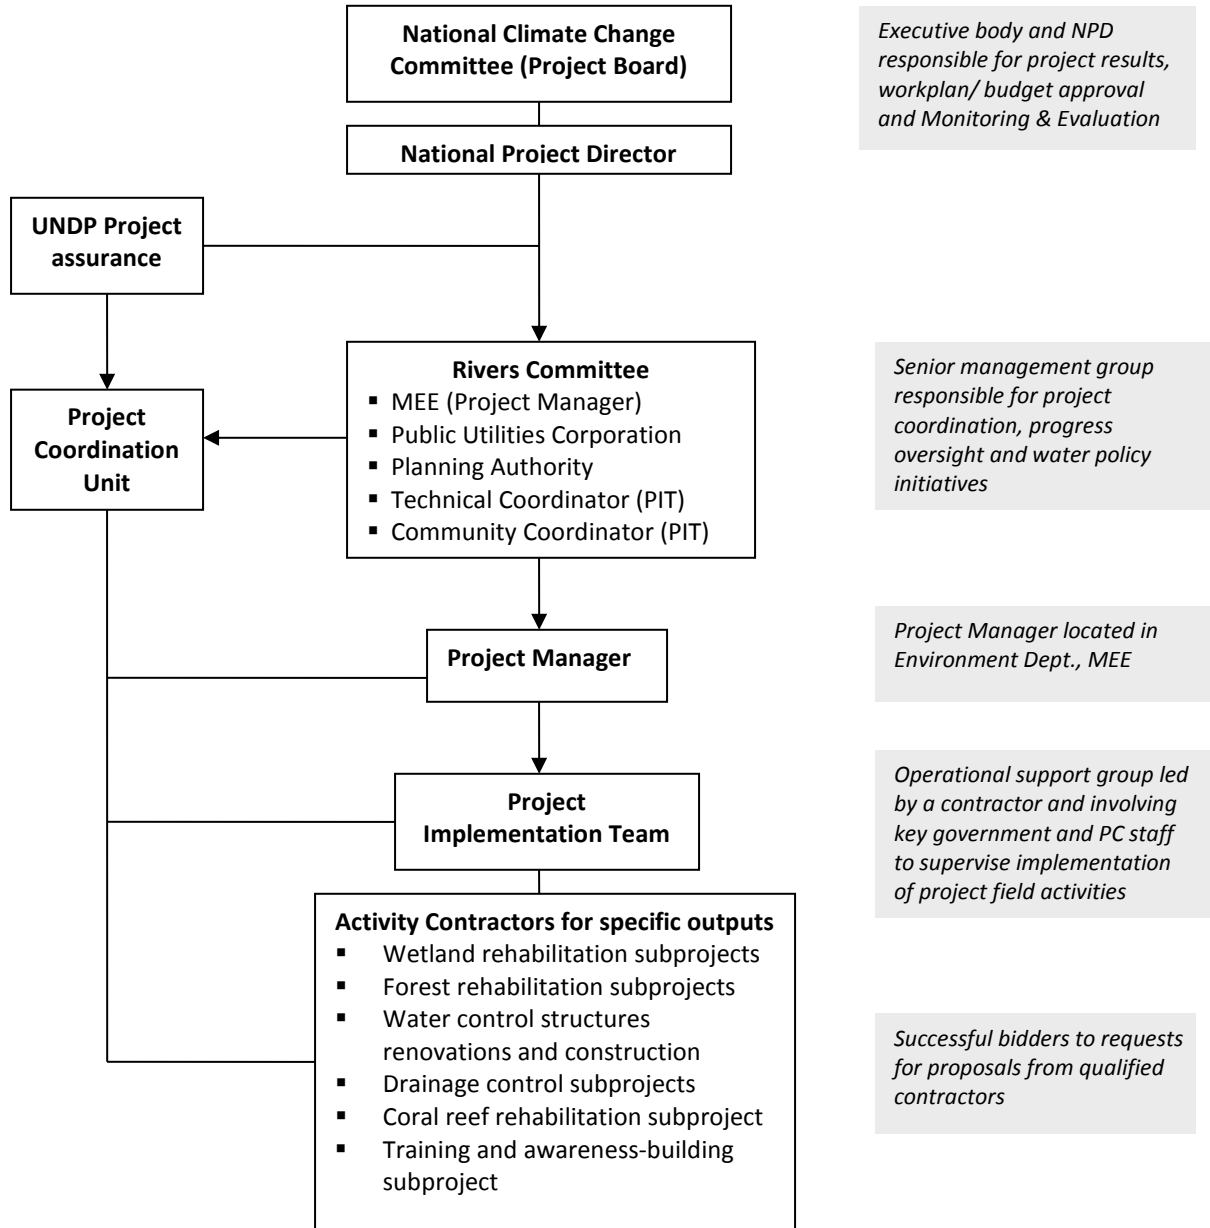 National Climate Change
Committee (Project Board)
Executive body and NPD
responsible for project results,
workplan/ budget approval
and Monitoring & Evaluation
National Project Director
UNDP Project
assurance
Rivers Committee
▪ MEE (Project Manager)
▪ Public Utilities Corporation
▪ Planning Authority
▪ Technical Coordinator (PIT)
▪ Community Coordinator (PIT)
Senior management group
responsible for project
coordination, progress
oversight and water policy
initiatives
Project
Coordination
Unit
Project Manager
Project Manager located in
Environment Dept., MEE
Project
Implementation Team
Operational support group led
by a contractor and involving
key government and PC staff
to supervise implementation
of project field activities
Activity Contractors for specific outputs
▪ Wetland rehabilitation subprojects
▪ Forest rehabilitation subprojects
▪ Water control structures
renovations and construction
▪ Drainage control subprojects
▪ Coral reef rehabilitation subproject
▪ Training and awareness-building
subproject
Successful bidders to requests
for proposals from qualified
contractors